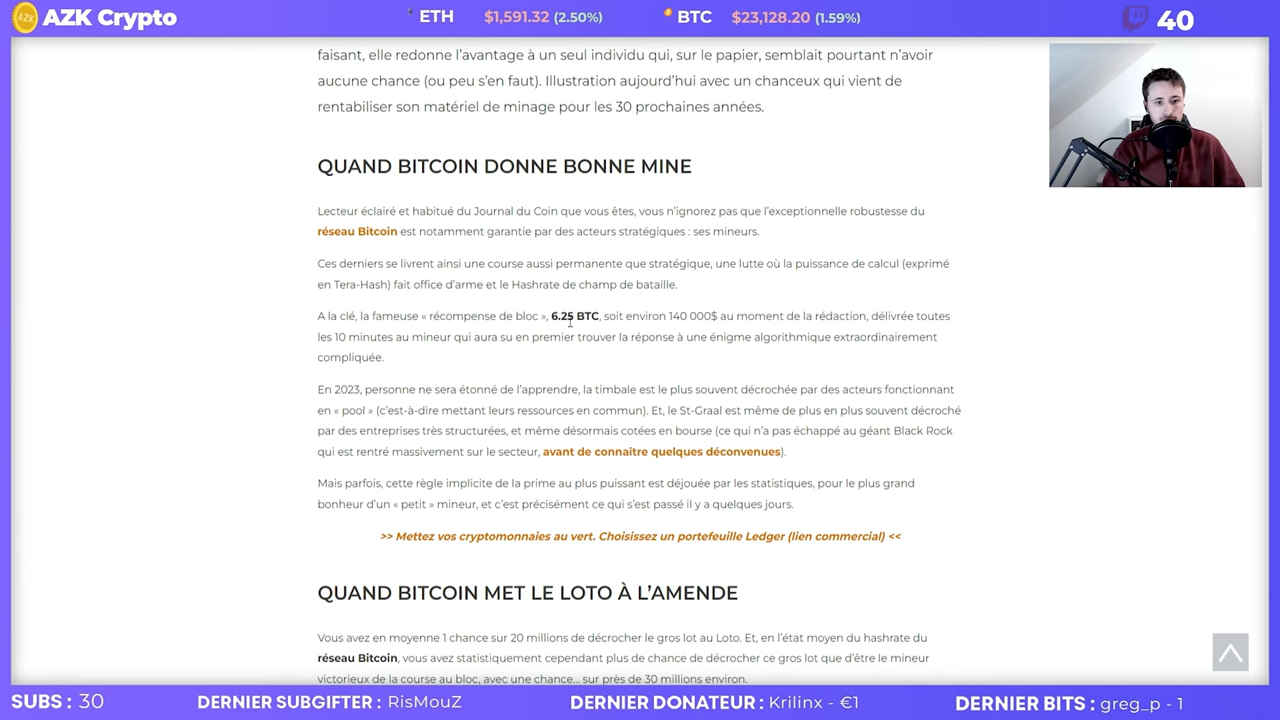 AZK Crypto
ETH $1,591.32 (2.50%)
BTC $23,128.20 (1.59%)
40
AZK
faisant, elle redonne l'avantage à un seul individu qui, sur le papier, semblait pourtant n'avoir
aucune chance (ou peu s'en faut). Illustration aujourd'hui avec un chanceux qui vient de
rentabiliser son matériel de minage pour les 30 prochaines années.
QUAND BITCOIN DONNE BONNE MINE
Lecteur éclairé et habitué du Journal du Coin que vous êtes, vous n'ignorez pas que l'exceptionnelle robustesse du
réseau Bitcoin est notamment garantie par des acteurs stratégiques : ses mineurs.
Ces derniers se livrent ainsi une course aussi permanente que stratégique, une lutte où la puissance de calcul (exprimé
en Tera-Hash) fait office d'arme et le Hashrate de champ de bataille.
A la clé, la fameuse « récompense de bloc », 6.25 BTC, soit environ 140 000$ au moment de la rédaction, délivrée toutes
les 10 minutes au mineur qui aura su en premier trouver la réponse à une énigme algorithmique extraordinairement
compliquée.
En 2023, personne ne sera étonné de l'apprendre, la timbale est le plus souvent décrochée par des acteurs fonctionnant
en « pool » (c'est-à-dire mettant leurs ressources en commun). Et, le St-Graal est même de plus en plus souvent décroché
par des entreprises très structurées, et même désormais cotées en bourse (ce qui n'a pas échappé au géant Black Rock
qui est rentré massivement sur le secteur, avant de connaître quelques déconvenues).
Mais parfois, cette règle implicite de la prime au plus puissant est déjouée par les statistiques, pour le plus grand
bonheur d'un « petit » mineur, et c'est précisément ce qui s'est passé il y a quelques jours.
>> Mettez vos cryptomonnaies au vert. Choisissez un portefeuille Ledger (lien commercial) <<
QUAND BITCOIN MET LE LOTO À L'AMENDE
Vous avez en moyenne 1 chance sur 20 millions de décrocher le gros lot au Loto. Et, en l'état moyen du hashrate du
réseau Bitcoin, vous avez statistiquement cependant plus de chance de décrocher ce gros lot que d'être le mineur
victorieux de la course au bloc, avec une chance... sur près de 30 millions environ.
SUBS : 30
DERNIER SUBGIFTER : RisMouZ
DERNIER DONATEUR : Krilinx - €1
DERNIER BITS : greg_p - 1